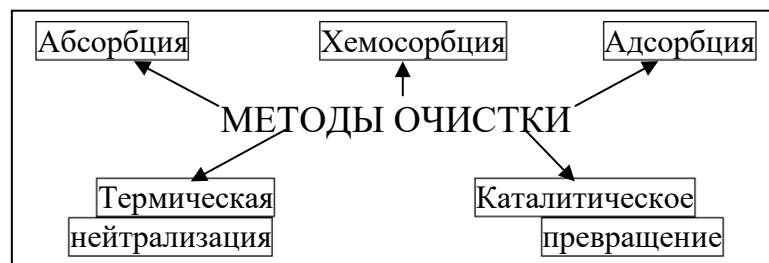 Абсорбция
Хемосорбция
Адсорбция
МЕТОДЫ ОЧИСТКИ
Термическая
нейтрализация
Каталитическое
превращение